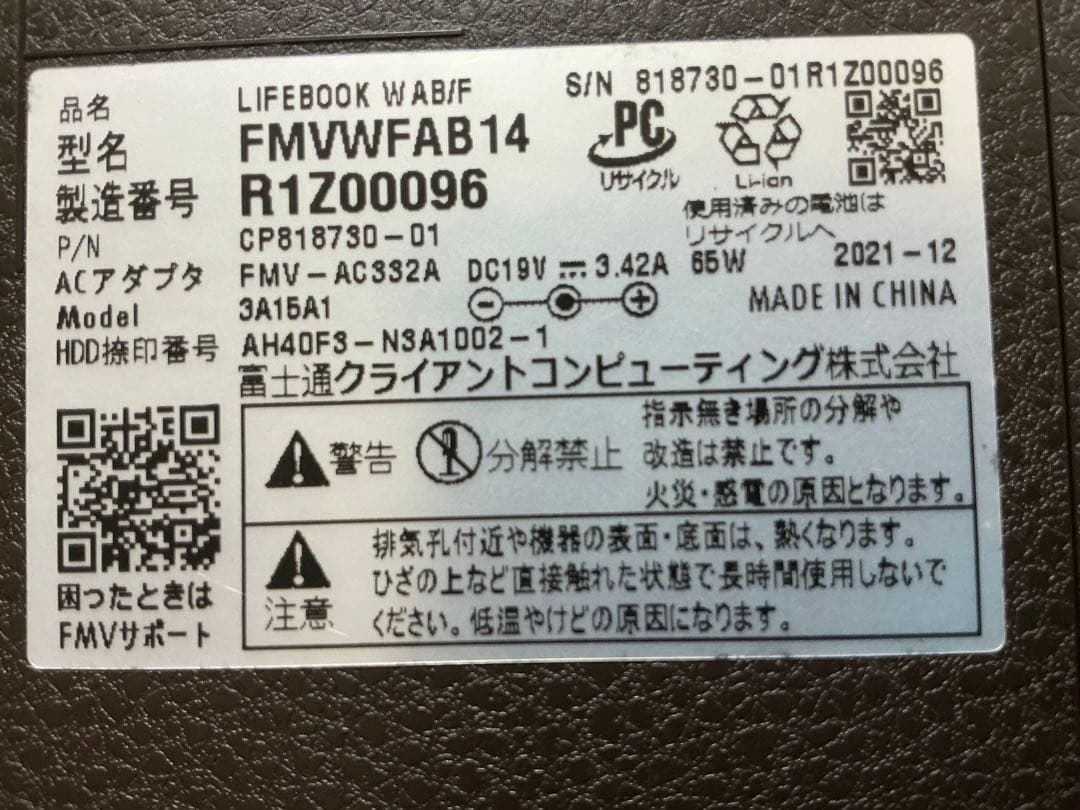 品名 LIFEBOOK WAB/F S/N 818730-01R1Z00096
型名 FMVWFAB14
製造番号 R1Z00096
PC
リサイクル
Li-ion
使用済みの電池は
リサイクルへ
P/N CP818730-01
ACアダプタ FMV-AC332A DC19V 3.42A 65W 2021-12
Model 3A15A1 MADE IN CHINA
HDD捺印番号 AH40F3-N3A1002-1
富士通クライアントコンピューティング株式会社
警告 分解禁止
指示無き場所の分解や
改造は禁止です。
火災・感電の原因となります。
注意
排気孔付近や機器の表面・底面は、熱くなります。
ひざの上など直接触れた状態で長時間使用しないで
ください。低温やけどの原因になります。
困ったときは
FMVサポート